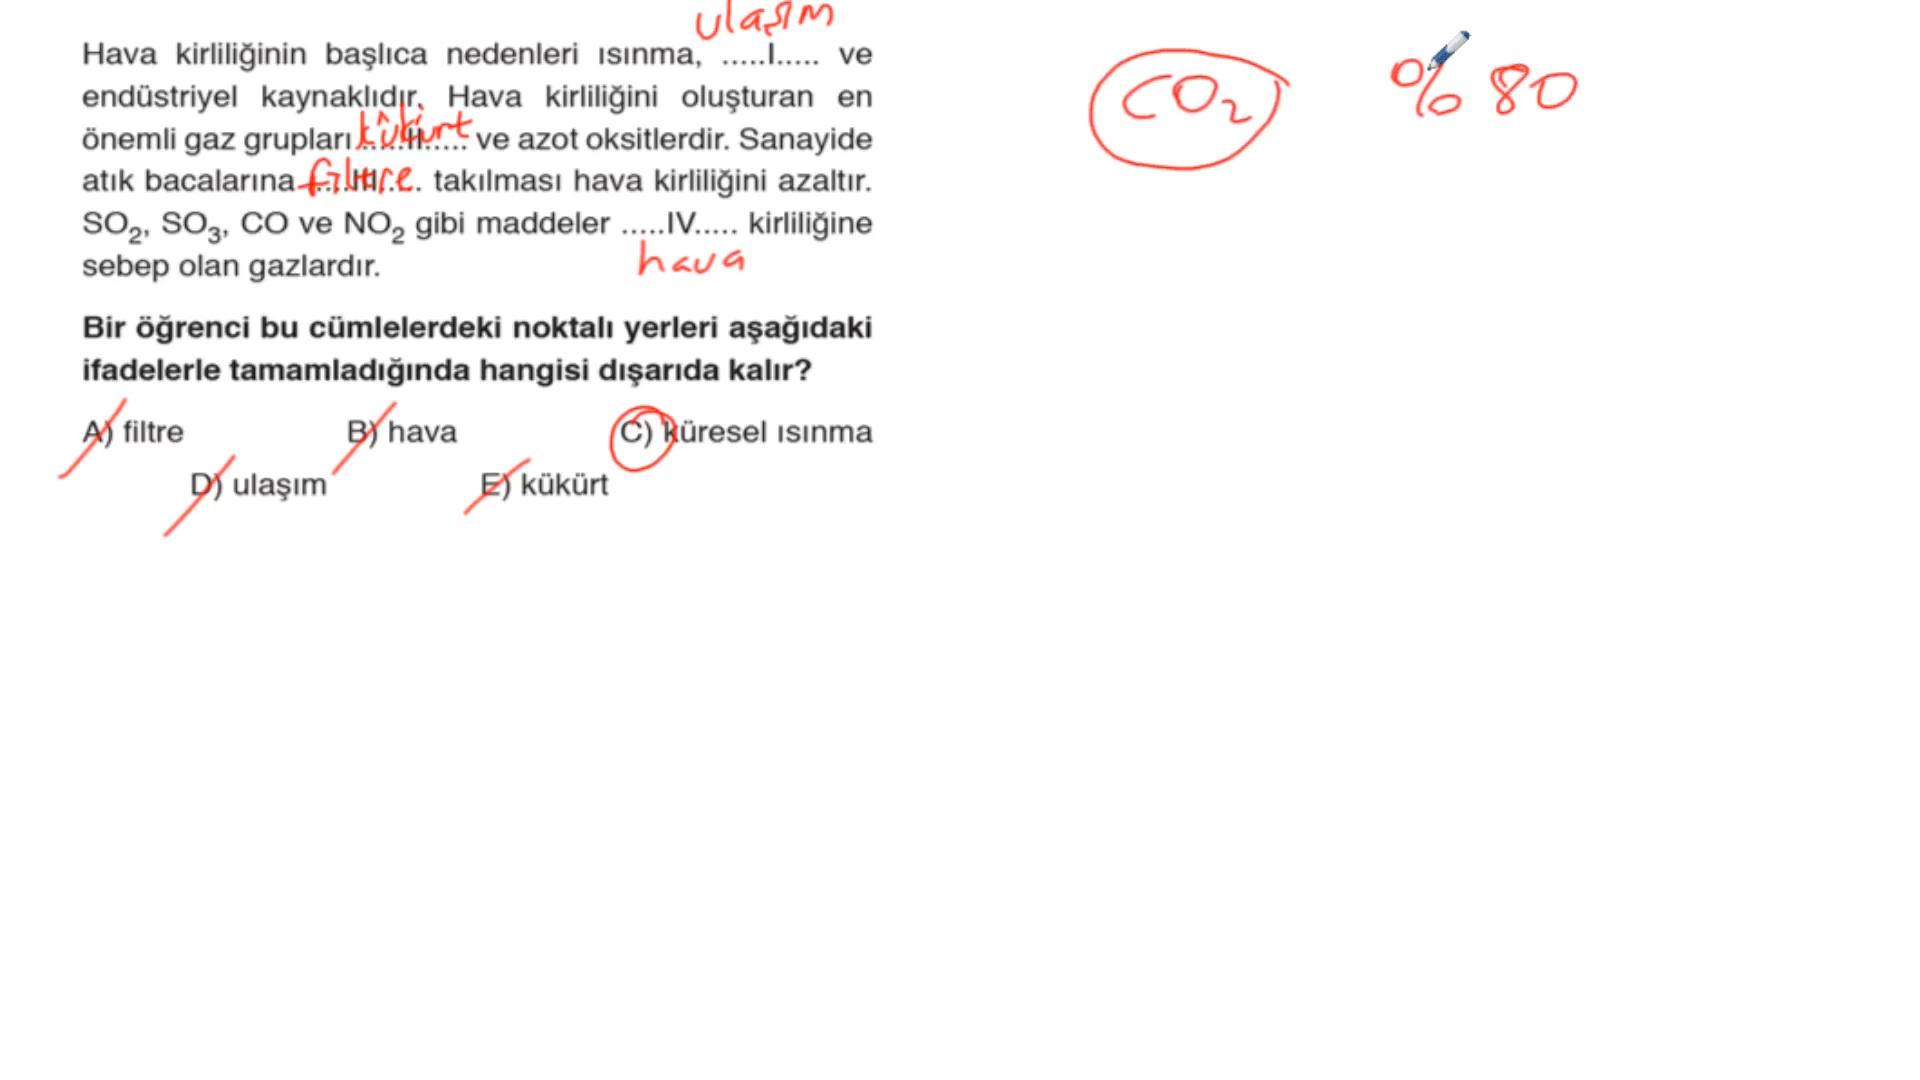 ulaşım
Hava kirliliğinin başlıca nedenleri ısınma, .....I..... ve
endüstriyel kaynaklıdır. Hava kirliliğini oluşturan en
kükürt
önemli gaz grupları .....II..... ve azot oksitlerdir. Sanayide
filtre
atık bacalarına .....III..... takılması hava kirliliğini azaltır.
SO₂, SO₃, CO ve NO₂ gibi maddeler .....IV..... kirliliğine
hava
sebep olan gazlardır.
Bir öğrenci bu cümlelerdeki noktalı yerleri aşağıdaki
ifadelerle tamamladığında hangisi dışarıda kalır?
A) filtre B) hava C) küresel ısınma
D) ulaşım E) kükürt
CO₂ %80